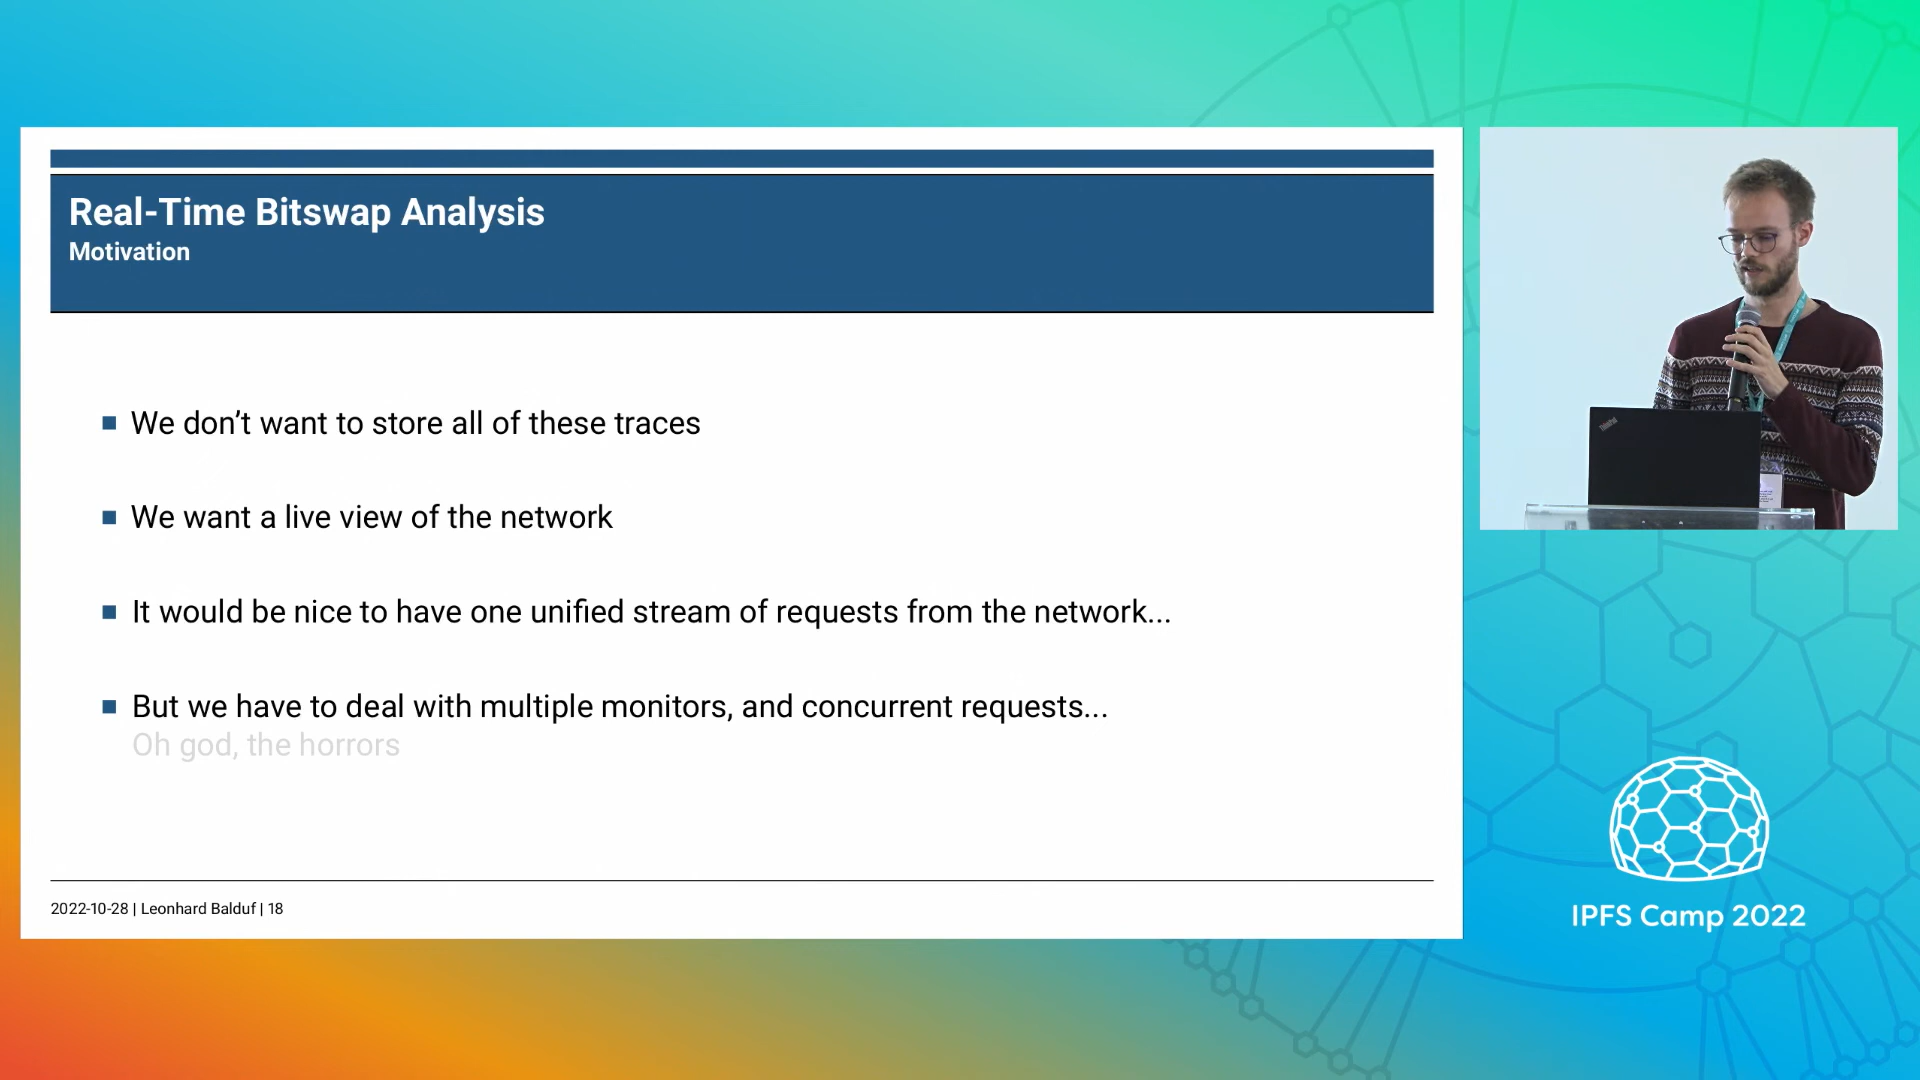 Real-Time Bitswap Analysis
Motivation
We don’t want to store all of these traces
We want a live view of the network
It would be nice to have one unified stream of requests from the network...
But we have to deal with multiple monitors, and concurrent requests...
Oh god, the horrors
2022-10-28 | Leonhard Balduf | 18
ThinkPad
IPFS Camp 2022